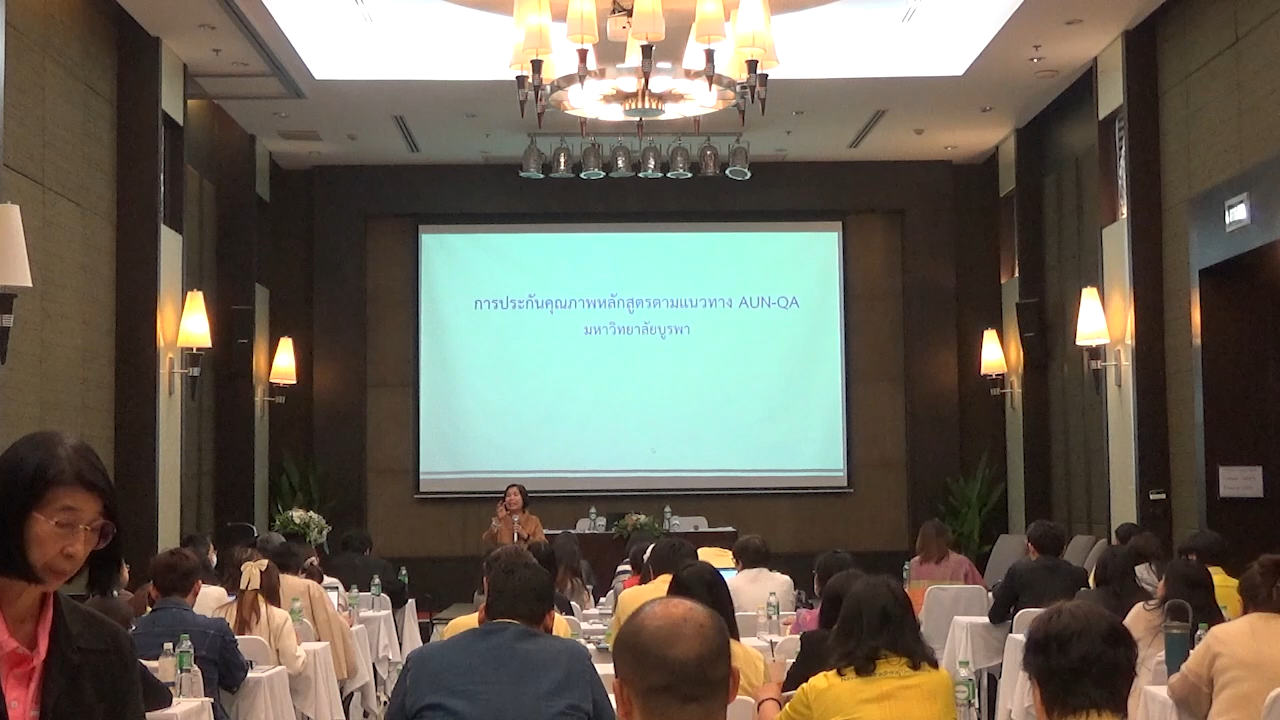 การประกันคุณภาพหลักสูตรตามแนวทาง AUN-QA
มหาวิทยาลัยบูรพา